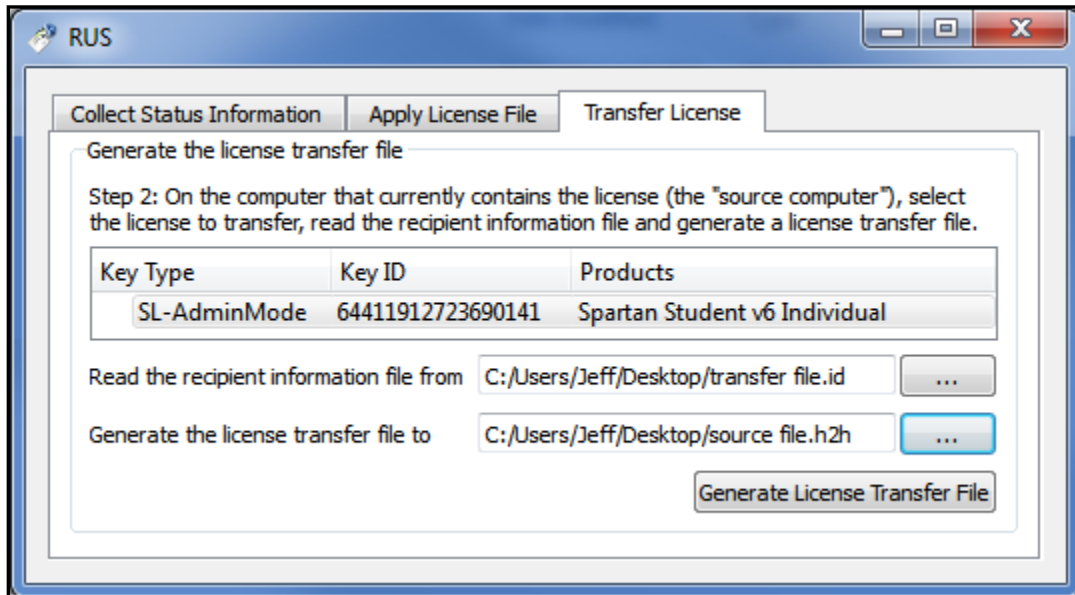 RUS
Collect Status Information
Apply License File
Transfer License
Generate the license transfer file
Step 2: On the computer that currently contains the license (the "source computer"), select
the license to transfer, read the recipient information file and generate a license transfer file.
Key Type Key ID Products
SL-AdminMode 64411912723690141 Spartan Student v6 Individual
Read the recipient information file from C:/Users/Jeff/Desktop/transfer file.id ...
Generate the license transfer file to C:/Users/Jeff/Desktop/source file.h2h ...
Generate License Transfer File